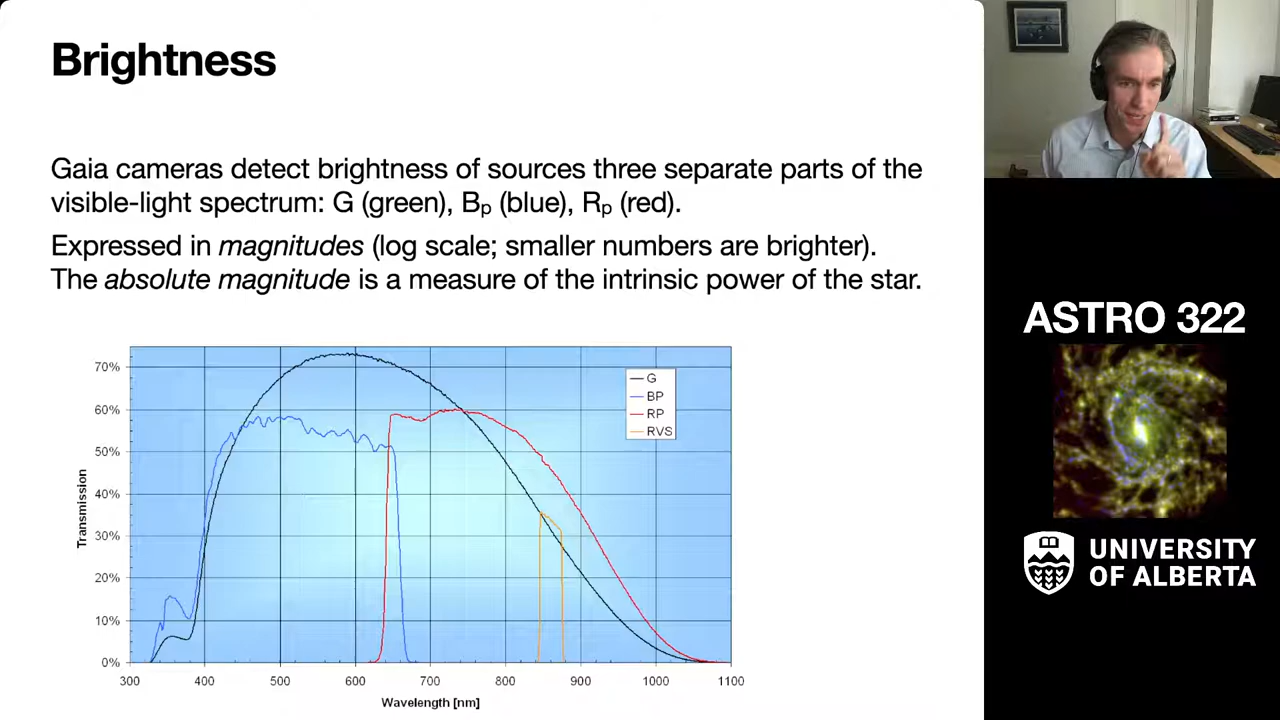 Brightness
Gaia cameras detect brightness of sources three separate parts of the
visible-light spectrum: G (green), Bp (blue), Rp (red).
Expressed in magnitudes (log scale; smaller numbers are brighter).
The absolute magnitude is a measure of the intrinsic power of the star.
70%
60%
50%
40%
30%
20%
10%
0%
Transmission
G
BP
RP
RVS
300 400 500 600 700 800 900 1000 1100
Wavelength [nm]
ASTRO 322
UNIVERSITY
OF ALBERTA